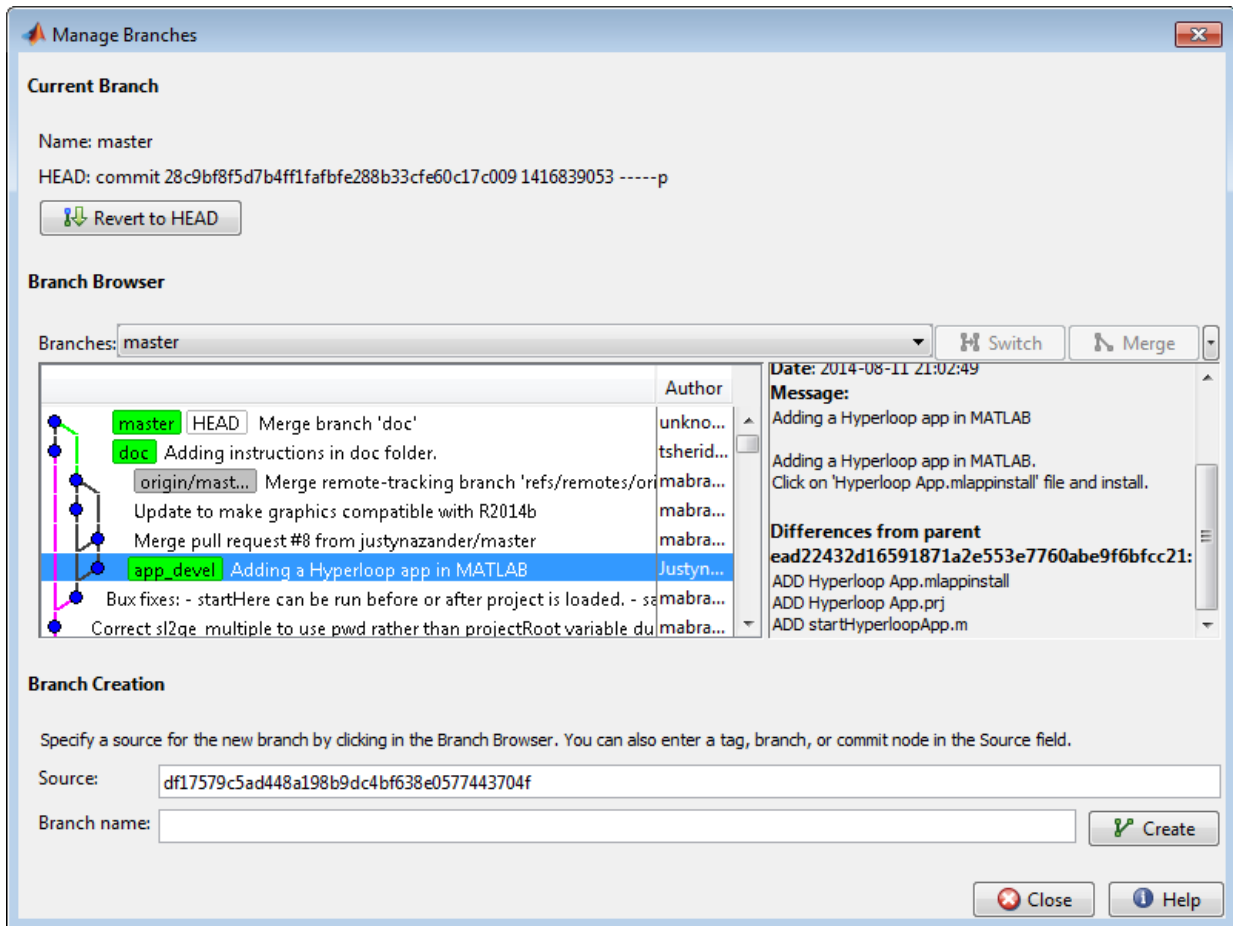 Manage Branches
Current Branch
Name: master
HEAD: commit 28c9bf8f5d7b4ff1fafbfe288b33cfe60c17c009 1416839053 -----p
Revert to HEAD
Branch Browser
Branches: master
Switch
Merge
Author
master HEAD Merge branch 'doc' unkno...
doc Adding instructions in doc folder. tsherid...
origin/mast... Merge remote-tracking branch 'refs/remotes/ori mabra...
Update to make graphics compatible with R2014b mabra...
Merge pull request #8 from justynazander/master mabra...
app_devel Adding a Hyperloop app in MATLAB Justyn...
Bux fixes: - startHere can be run before or after project is loaded. - sa mabra...
Correct sl2ge_multiple to use pwd rather than projectRoot variable du mabra...
Date: 2014-08-11 21:02:49
Message:
Adding a Hyperloop app in MATLAB
Adding a Hyperloop app in MATLAB.
Click on 'Hyperloop App.mlappinstall' file and install.
Differences from parent
ead22432d16591871a2e553e7760abe9f6bfcc21:
ADD Hyperloop App.mlappinstall
ADD Hyperloop App.prj
ADD startHyperloopApp.m
Branch Creation
Specify a source for the new branch by clicking in the Branch Browser. You can also enter a tag, branch, or commit node in the Source field.
Source: df17579c5ad448a198b9dc4bf638e0577443704f
Branch name:
Create
Close
Help